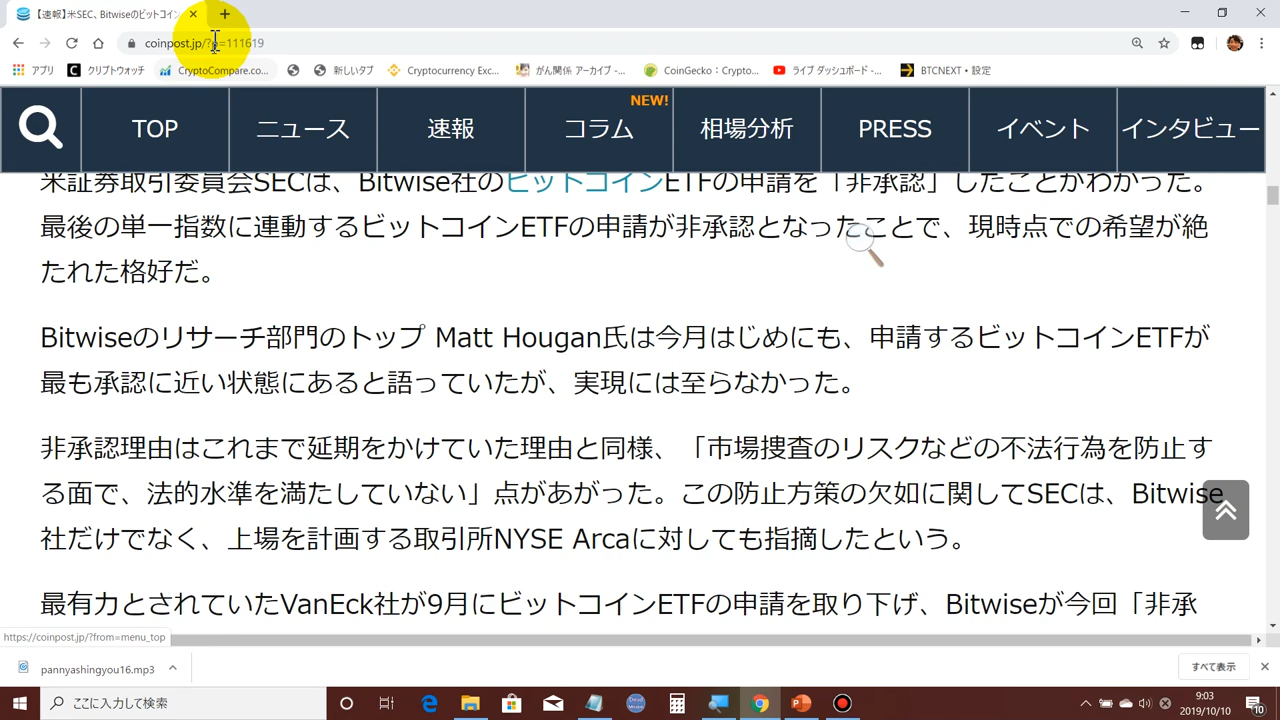 【速報】米SEC、Bitwiseのビットコイン
coinpost.jp/?p=111619
アプリ
クリプトウォッチ
CryptoCompare.co...
新しいタブ
Cryptocurrency Exc...
がん関係 アーカイブ -...
CoinGecko：Crypto...
ライブ ダッシュボード -...
BTCNEXT・設定
TOP
ニュース
速報
NEW!
コラム
相場分析
PRESS
イベント
インタビュー
米証券取引委員会SECは、Bitwise社のビットコインETFの申請を「非承認」したことがわかった。
最後の単一指数に連動するビットコインETFの申請が非承認となったことで、現時点での希望が絶
たれた格好だ。
Bitwiseのリサーチ部門のトップ Matt Hougan氏は今月はじめにも、申請するビットコインETFが
最も承認に近い状態にあると語っていたが、実現には至らなかった。
非承認理由はこれまで延期をかけていた理由と同様、「市場捜査のリスクなどの不法行為を防止す
る面で、法的水準を満たしていない」点があがった。この防止方策の欠如に関してSECは、Bitwise
社だけでなく、上場を計画する取引所NYSE Arcaに対しても指摘したという。
最有力とされていたVanEck社が9月にビットコインETFの申請を取り下げ、Bitwiseが今回「非承
https://coinpost.jp/?from=menu_top
pannyashingyou16.mp3
すべて表示
ここに入力して検索
9:03
2019/10/10
10